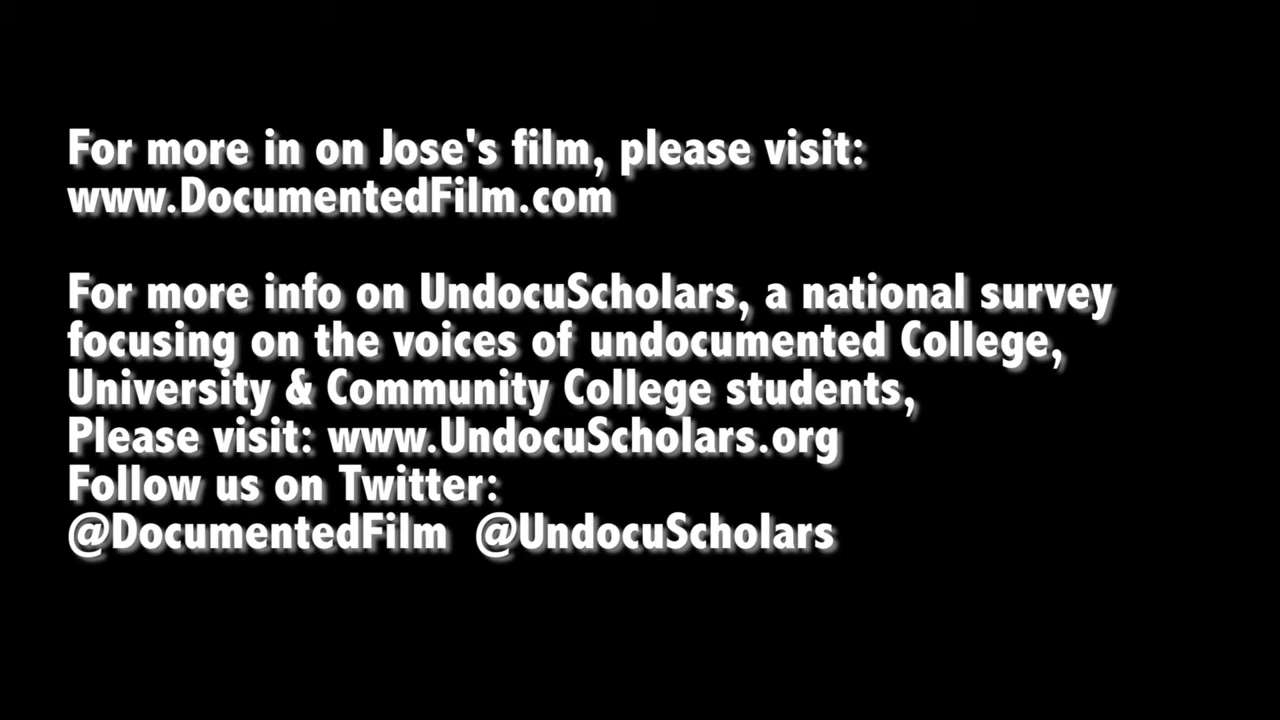 For more in on Jose's film, please visit:
www.DocumentedFilm.com
For more info on UndocuScholars, a national survey
focusing on the voices of undocumented College,
University & Community College students,
Please visit: www.UndocuScholars.org
Follow us on Twitter:
@DocumentedFilm @UndocuScholars